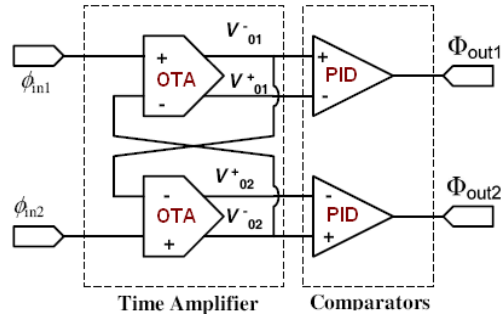 V⁻₀₁
Φout1
+
+
ϕin1
OTA
V⁺₀₁
PID
-
-
ϕin2
-
V⁺₀₂
-
Φout2
OTA
V⁻₀₂
PID
+
+
Time Amplifier
Comparators